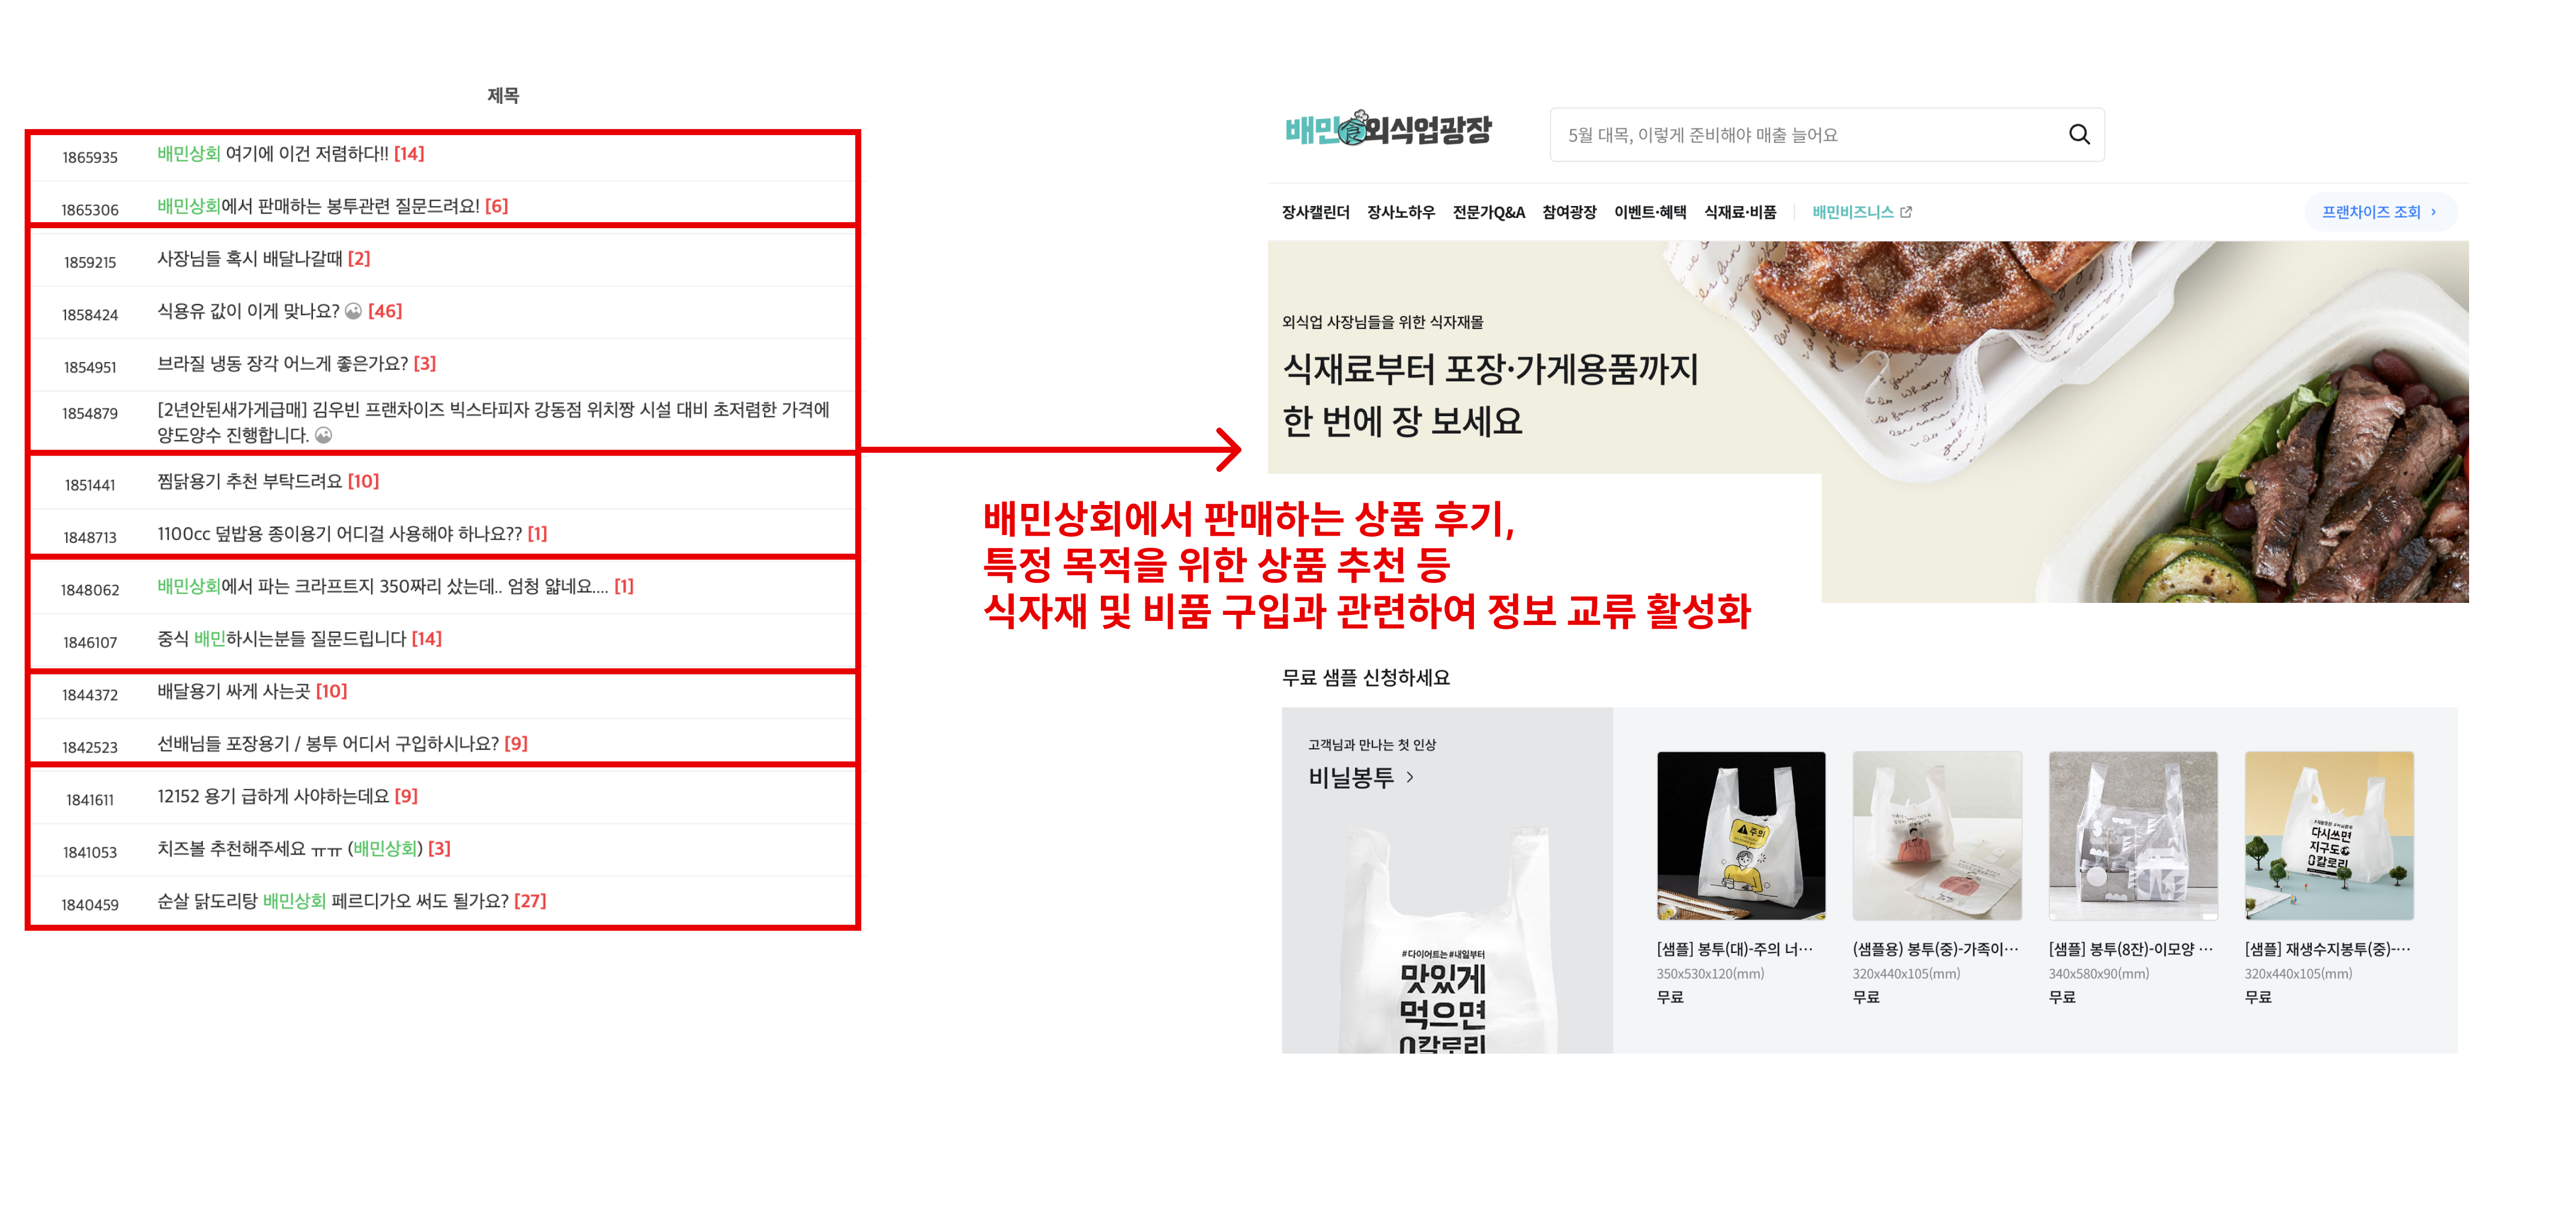 제목
1865935 배민상회 여기에 이건 저렴하다!! [14]
1865306 배민상회에서 판매하는 봉투관련 질문드려요! [6]
1859215 사장님들 혹시 배달나갈때 [2]
1858424 식용유 값이 이게 맞나요? [46]
1854951 브라질 냉동 장각 어느게 좋은가요? [3]
1854879 [2년안된새가게급매] 김우빈 프랜차이즈 빅스타피자 강동점 위치짱 시설 대비 초저렴한 가격에
양도양수 진행합니다.
1851441 찜닭용기 추천 부탁드려요 [10]
1848713 1100cc 덮밥용 종이용기 어디걸 사용해야 하나요?? [1]
1848062 배민상회에서 파는 크라프트지 350짜리 샀는데.. 엄청 얇네요.... [1]
1846107 중식 배민하시는분들 질문드립니다 [14]
1844372 배달용기 싸게 사는곳 [10]
1842523 선배님들 포장용기 / 봉투 어디서 구입하시나요? [9]
1841611 12152 용기 급하게 사야하는데요 [9]
1841053 치즈볼 추천해주세요 ㅠㅠ (배민상회) [3]
1840459 순살 닭도리탕 배민상회 페르디가오 써도 될가요? [27]
배민상회에서 판매하는 상품 후기,
특정 목적을 위한 상품 추천 등
식자재 및 비품 구입과 관련하여 정보 교류 활성화
배민食외식업광장
5월 대목, 이렇게 준비해야 매출 늘어요
장사캘린더 장사노하우 전문가Q&A 참여광장 이벤트·혜택 식재료·비품 배민비즈니스 프랜차이즈 조회
외식업 사장님들을 위한 식자재몰
식재료부터 포장·가게용품까지
한 번에 장 보세요
무료 샘플 신청하세요
고객님과 만나는 첫 인상
비닐봉투
#다이어트는 #내일부터
맛있게
먹으면
0칼로리
주의
다시쓰면
지구도
0칼로리
[샘플] 봉투(대)-주의 너…
350x530x120(mm)
무료
(샘플용) 봉투(중)-가족이…
320x440x105(mm)
무료
[샘플] 봉투(8잔)-이모양 …
340x580x90(mm)
무료
[샘플] 재생수지봉투(중)-…
320x440x105(mm)
무료